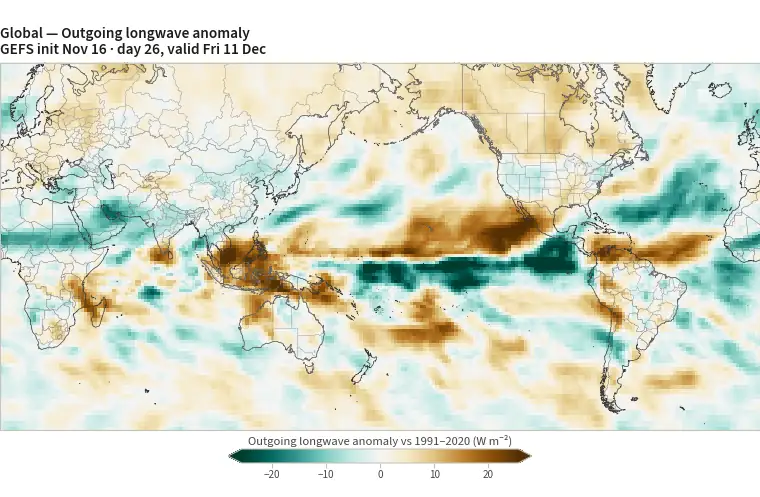 Global — Outgoing longwave anomaly
GEFS init Nov 16 · day 26, valid Fri 11 Dec
Outgoing longwave anomaly vs 1991–2020 (W m⁻²)
−20 −10 0 10 20